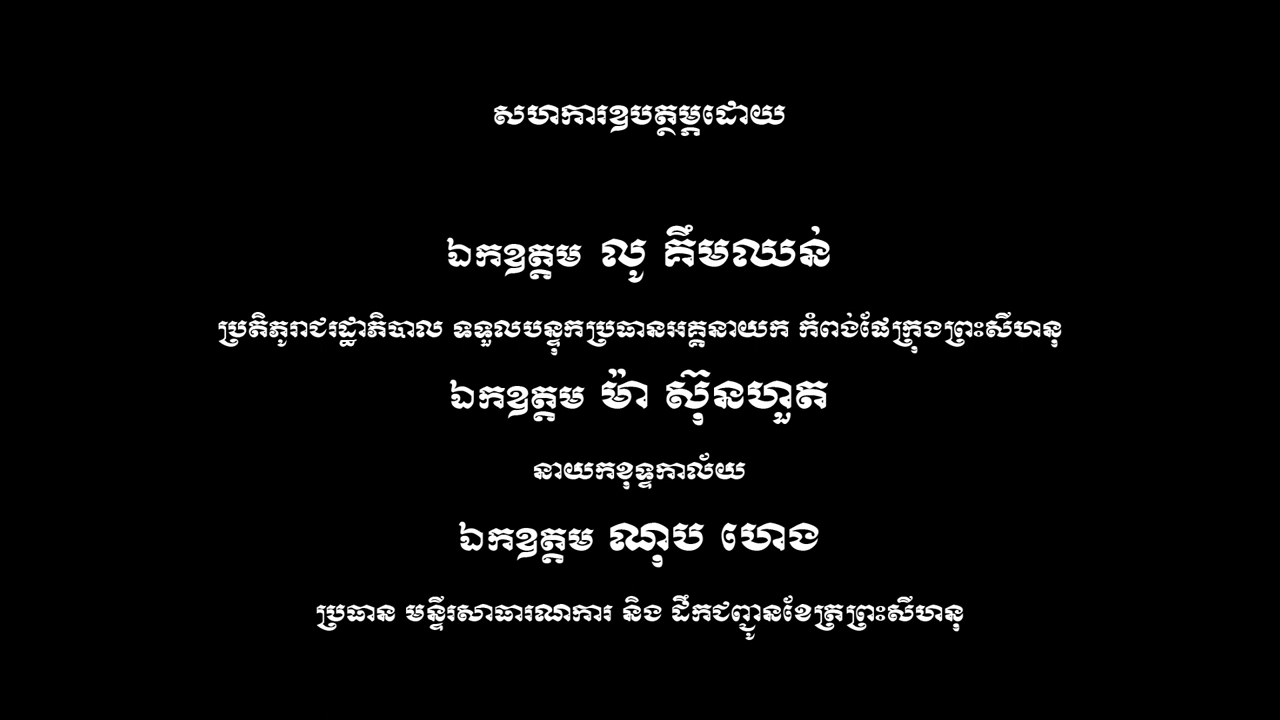 សហការឧបត្ថម្ភដោយ
ឯកឧត្តម លូ គឹមឈន់
ប្រតិភូរាជរដ្ឋាភិបាល ទទួលបន្ទុកប្រធានអគ្គនាយក កំពង់ផែក្រុងព្រះសីហនុ
ឯកឧត្តម ម៉ា ស៊ុនហួត
នាយកខុទ្ទកាល័យ
ឯកឧត្តម ណុប ហេង
ប្រធាន មន្ទីរសាធារណការ និង ដឹកជញ្ជូនខែត្រព្រះសីហនុ